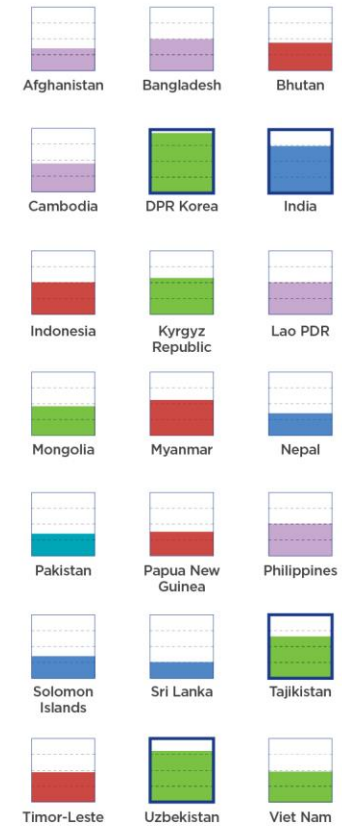 Afghanistan
Bangladesh
Bhutan
Cambodia
DPR Korea
India
Indonesia
Kyrgyz
Republic
Lao PDR
Mongolia
Myanmar
Nepal
Pakistan
Papua New
Guinea
Philippines
Solomon
Islands
Sri Lanka
Tajikistan
Timor-Leste
Uzbekistan
Viet Nam